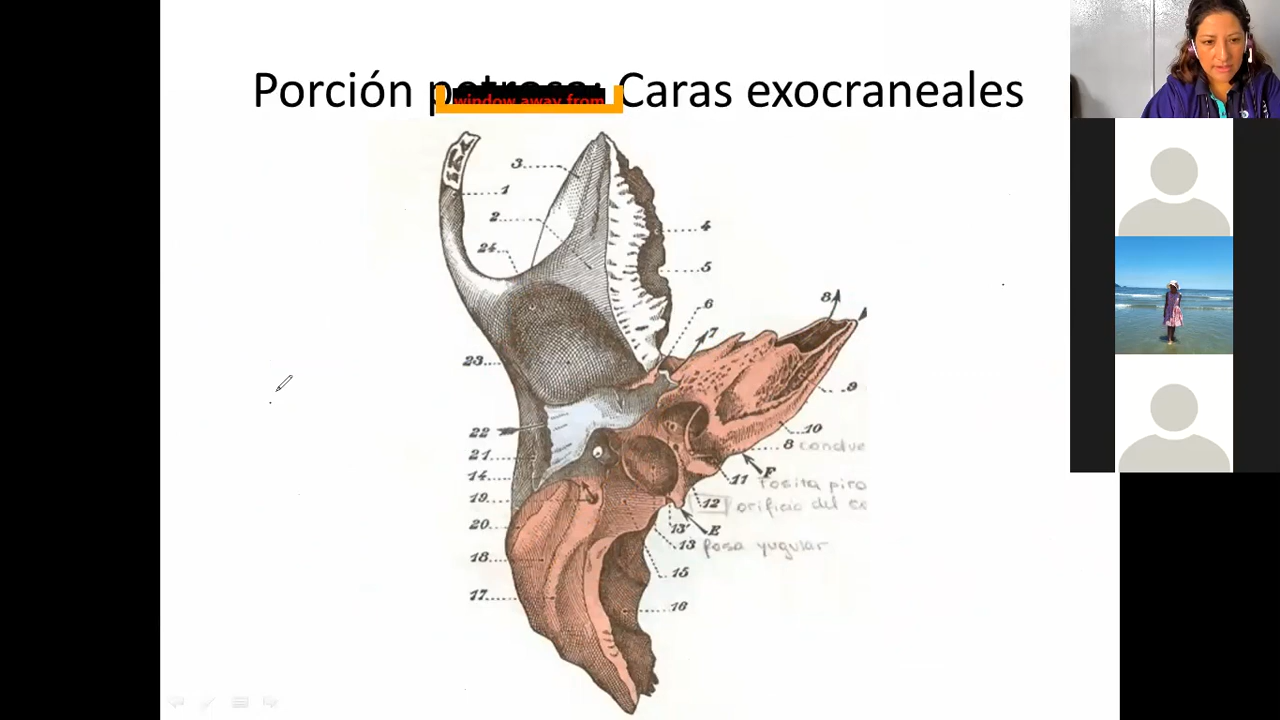 Porción petrosa: Caras exocraneales
window away from
3
1
2
4
24
5
8
6
7
23
9
10
22
8 conduc
21
F
14
11 Fosita pira
19
12 orificio del
20
13' E
13 fosa yugular
18
15
17
16